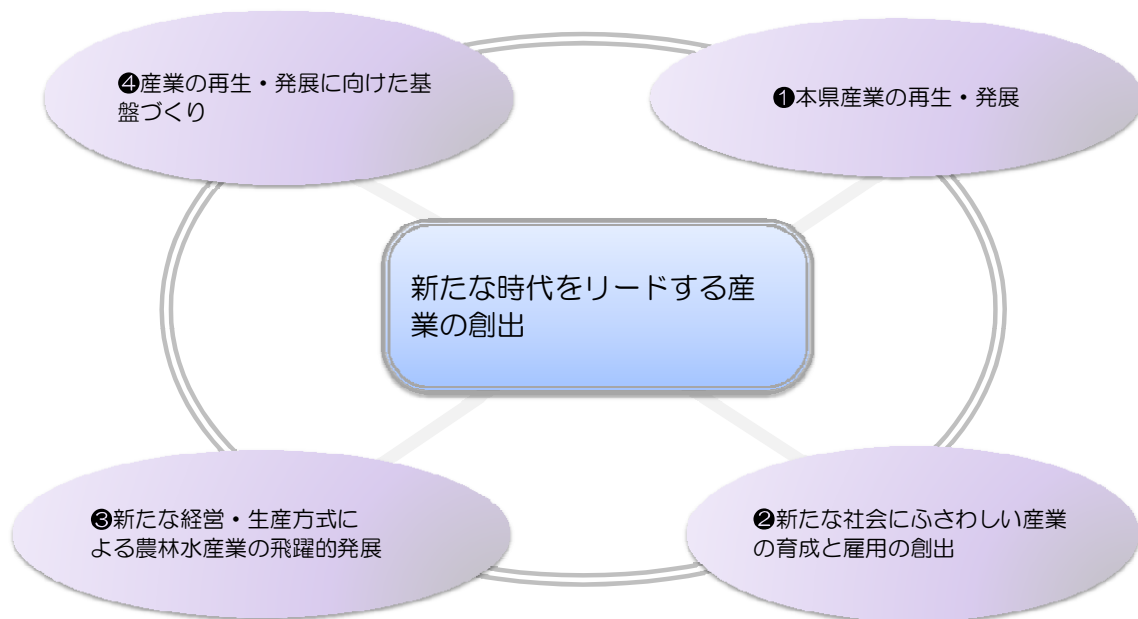 ❹産業の再生・発展に向けた基
盤づくり
❶本県産業の再生・発展
新たな時代をリードする産
業の創出
❸新たな経営・生産方式に
よる農林水産業の飛躍的発展
❷新たな社会にふさわしい産業
の育成と雇用の創出